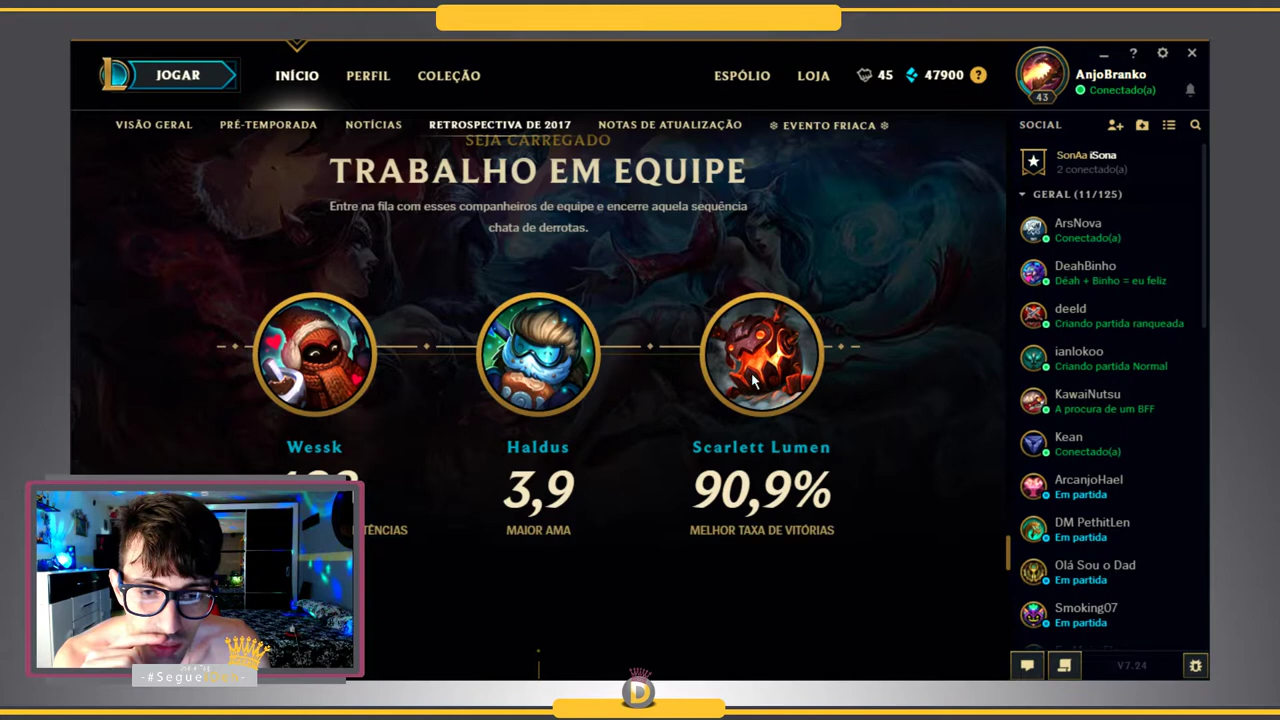 JOGAR
INÍCIO
PERFIL
COLEÇÃO
ESPÓLIO
LOJA
45
47900
?
?
AnjoBranko
Conectado(a)
43
VISÃO GERAL
PRÉ-TEMPORADA
NOTÍCIAS
RETROSPECTIVA DE 2017
NOTAS DE ATUALIZAÇÃO
EVENTO FRIACA
SOCIAL
SEJA CARREGADO
TRABALHO EM EQUIPE
Entre na fila com esses companheiros de equipe e encerre aquela sequência
chata de derrotas.
Wessk
Haldus
3,9
MAIOR AMA
Scarlett Lumen
90,9%
MELHOR TAXA DE VITÓRIAS
SonAa iSona
2 conectado(a)
GERAL (11/125)
ArsNova
Conectado(a)
DeahBinho
Déah + Binho = eu feliz
deeld
Criando partida ranqueada
ianlokoo
Criando partida Normal
KawaiNutsu
A procura de um BFF
Kean
Conectado(a)
ArcanjoHael
Em partida
DM PethitLen
Em partida
Olá Sou o Dad
Em partida
Smoking07
Em partida
V7.24
D